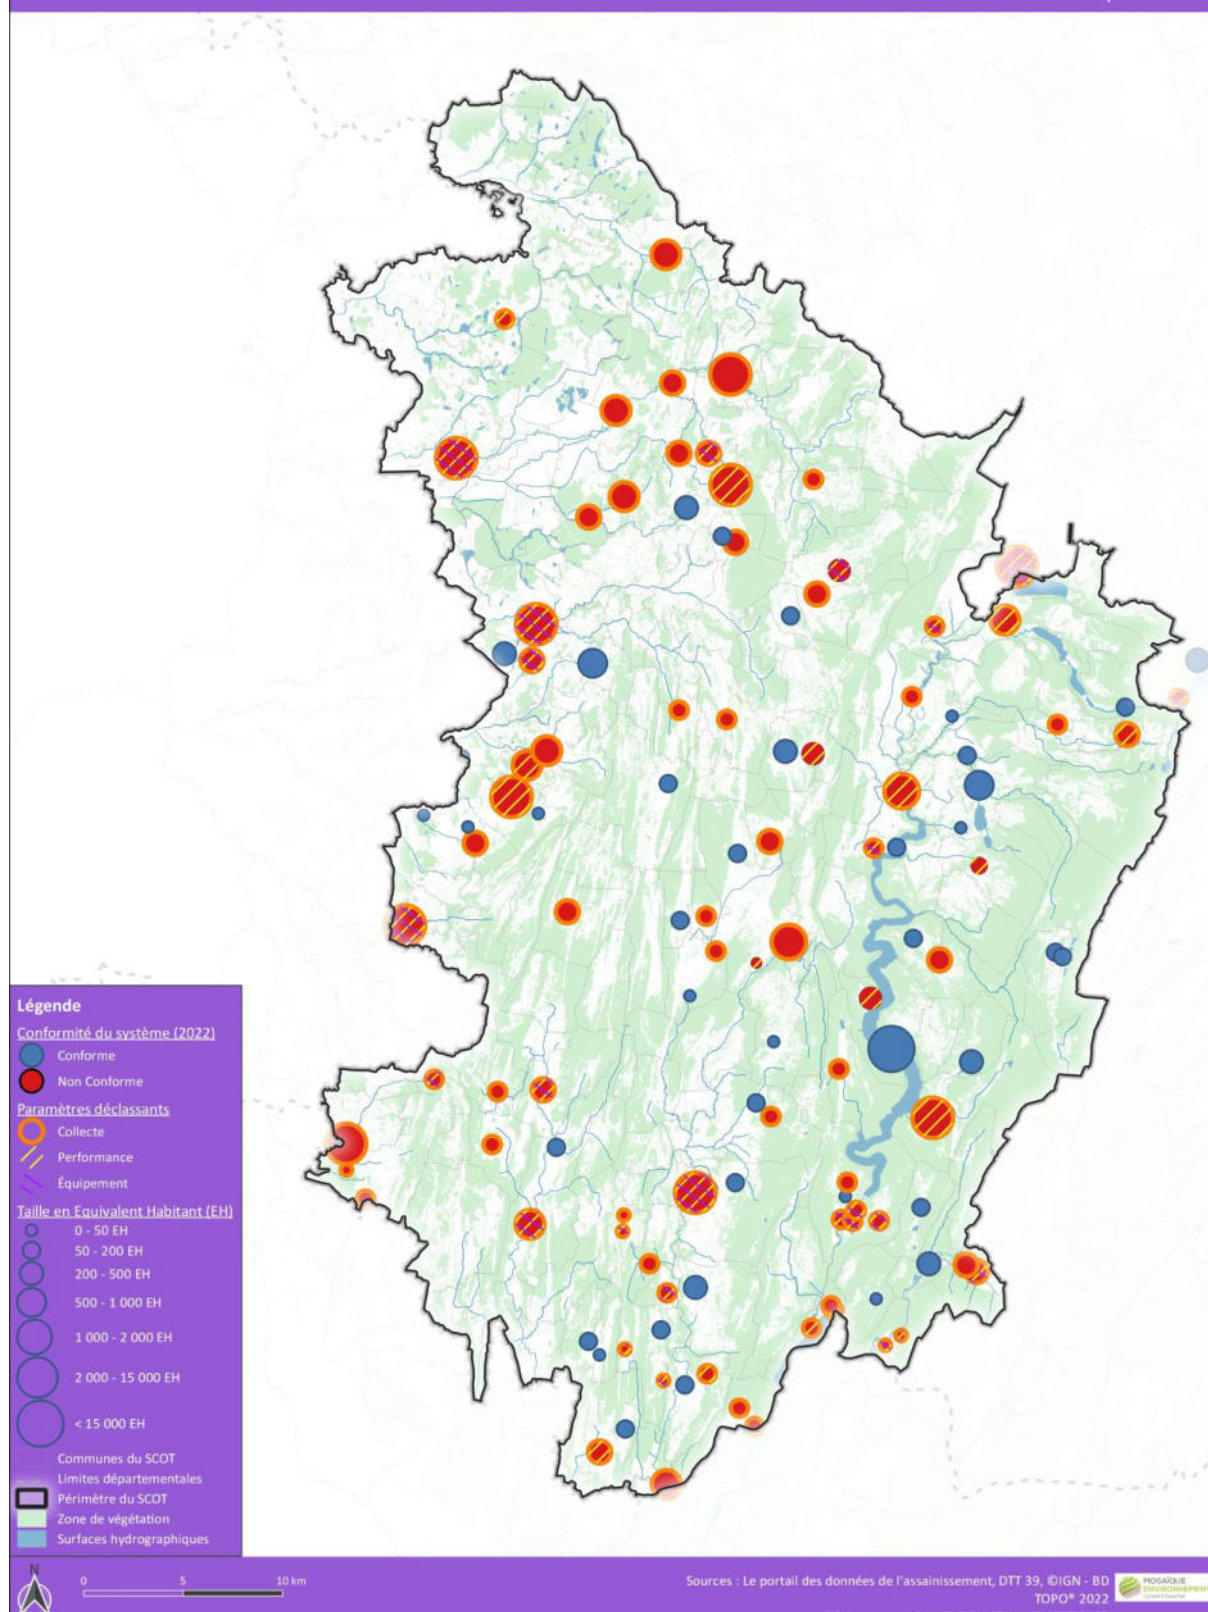 Légende
Conformité du système (2022)
Conforme
Non Conforme
Paramètres déclassants
Collecte
Performance
Équipement
Taille en Equivalent Habitant (EH)
0 - 50 EH
50 - 200 EH
200 - 500 EH
500 - 1 000 EH
1 000 - 2 000 EH
2 000 - 15 000 EH
< 15 000 EH
Communes du SCOT
Limites départementales
Périmètre du SCOT
Zone de végétation
Surfaces hydrographiques
N
0 5 10 km
Sources : Le portail des données de l'assainissement, DTT 39, ©IGN - BD
TOPO® 2022
MOSAÏQUE
ENVIRONNEMENT